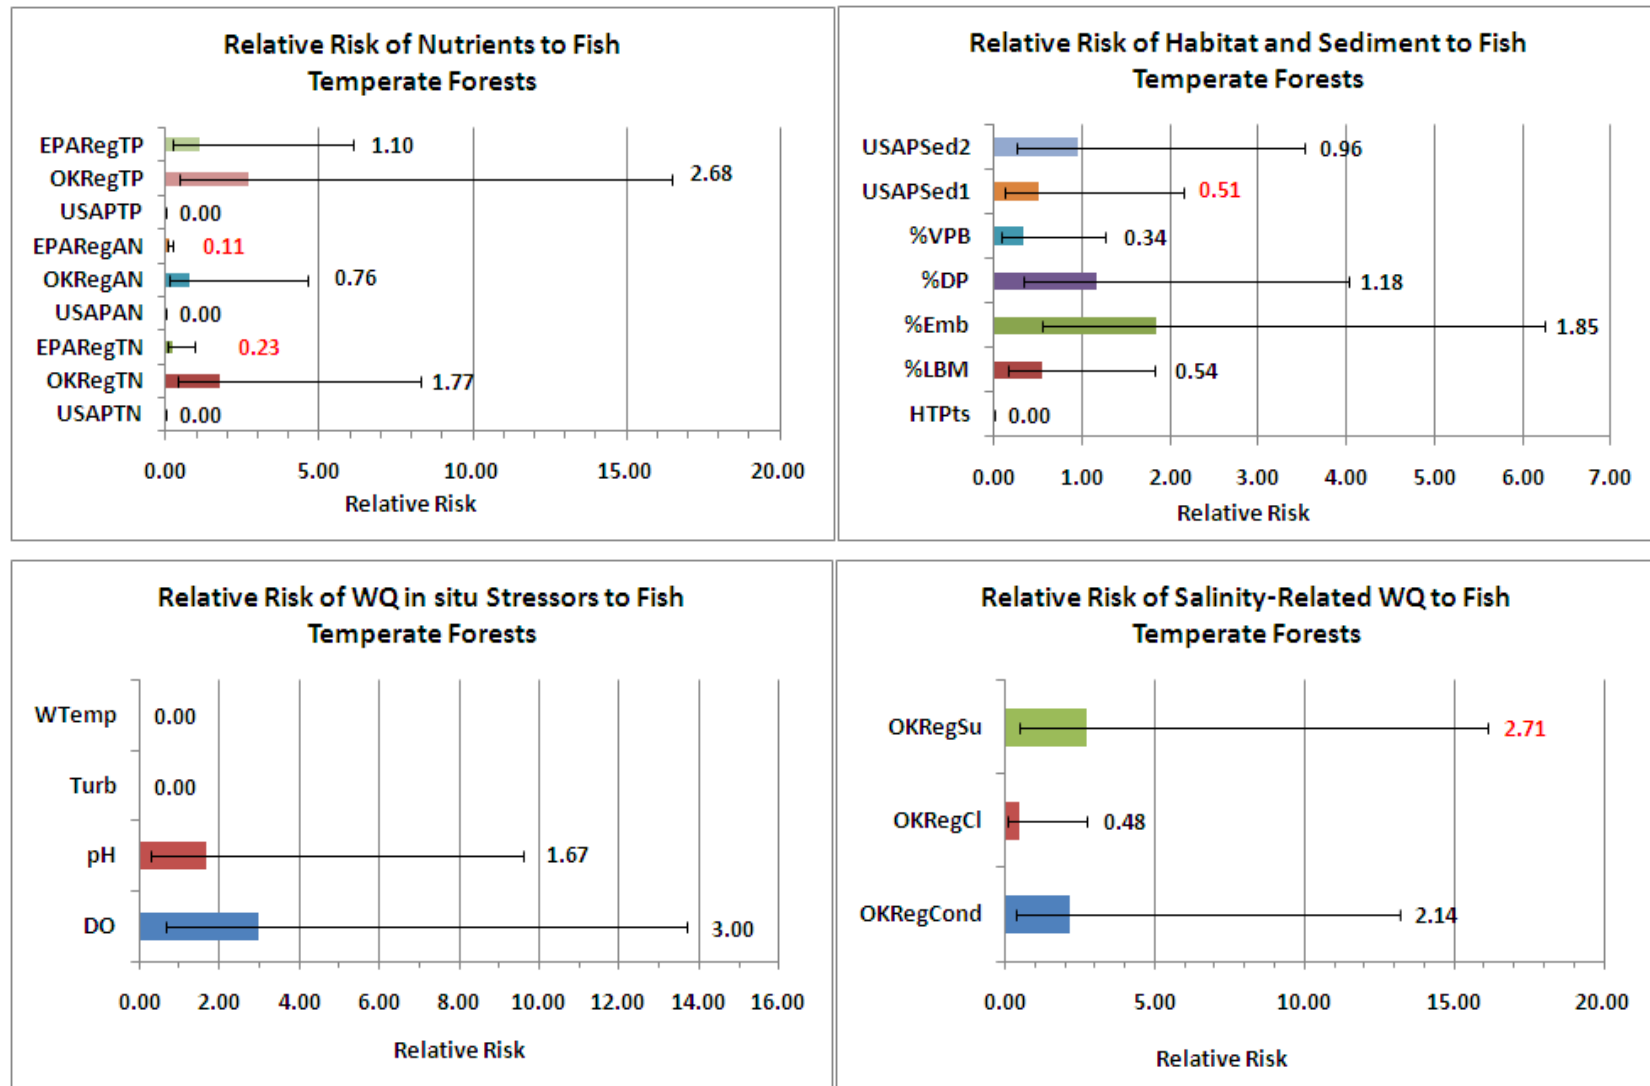 Relative Risk of Nutrients to Fish
Temperate Forests
EPARegTP 1.10
OKRegTP 2.68
USAPTP 0.00
EPARegAN 0.11
OKRegAN 0.76
USAPAN 0.00
EPARegTN 0.23
OKRegTN 1.77
USAPTN 0.00
0.00 5.00 10.00 15.00 20.00
Relative Risk
Relative Risk of Habitat and Sediment to Fish
Temperate Forests
USAPSed2 0.96
USAPSed1 0.51
%VPB 0.34
%DP 1.18
%Emb 1.85
%LBM 0.54
HTPts 0.00
0.00 1.00 2.00 3.00 4.00 5.00 6.00 7.00
Relative Risk
Relative Risk of WQ in situ Stressors to Fish
Temperate Forests
WTemp 0.00
Turb 0.00
pH 1.67
DO 3.00
0.00 2.00 4.00 6.00 8.00 10.00 12.00 14.00 16.00
Relative Risk
Relative Risk of Salinity-Related WQ to Fish
Temperate Forests
OKRegSu 2.71
OKRegCl 0.48
OKRegCond 2.14
0.00 5.00 10.00 15.00 20.00
Relative Risk